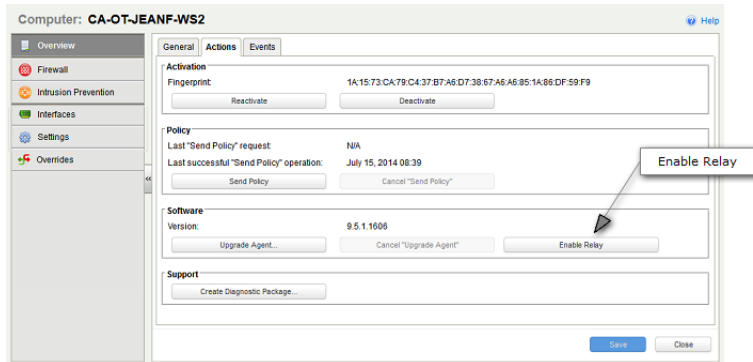 Computer: CA-OT-JEANF-WS2
Help
Overview
Firewall
Intrusion Prevention
Interfaces
Settings
Overrides
«
General Actions Events
Activation
Fingerprint: 1A:15:73:CA:79:C4:37:B7:A6:D7:38:67:A6:A6:85:1A:86:DF:59:F9
Reactivate Deactivate
Policy
Last "Send Policy" request: N/A
Last successful "Send Policy" operation: July 15, 2014 08:39
Send Policy Cancel "Send Policy"
Enable Relay
Software
Version: 9.5.1.1606
Upgrade Agent... Cancel "Upgrade Agent" Enable Relay
Support
Create Diagnostic Package...
Save Close